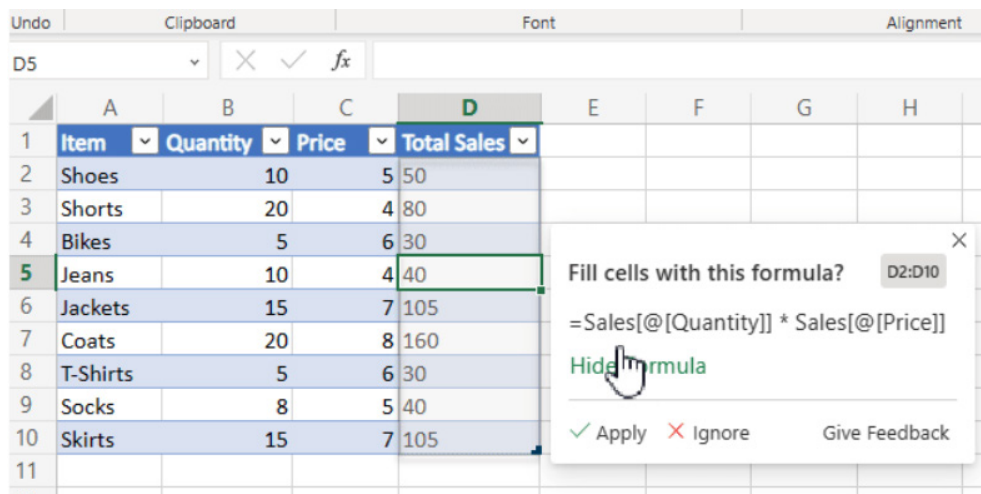 Undo Clipboard Font Alignment
D5 fx
A B C D E F G H
1 Item Quantity Price Total Sales
2 Shoes 10 5 50
3 Shorts 20 4 80
4 Bikes 5 6 30
5 Jeans 10 4 40
6 Jackets 15 7 105
7 Coats 20 8 160
8 T-Shirts 5 6 30
9 Socks 8 5 40
10 Skirts 15 7 105
11
Fill cells with this formula? D2:D10
=Sales[@[Quantity]] * Sales[@[Price]]
Hide Formula
Apply Ignore Give Feedback